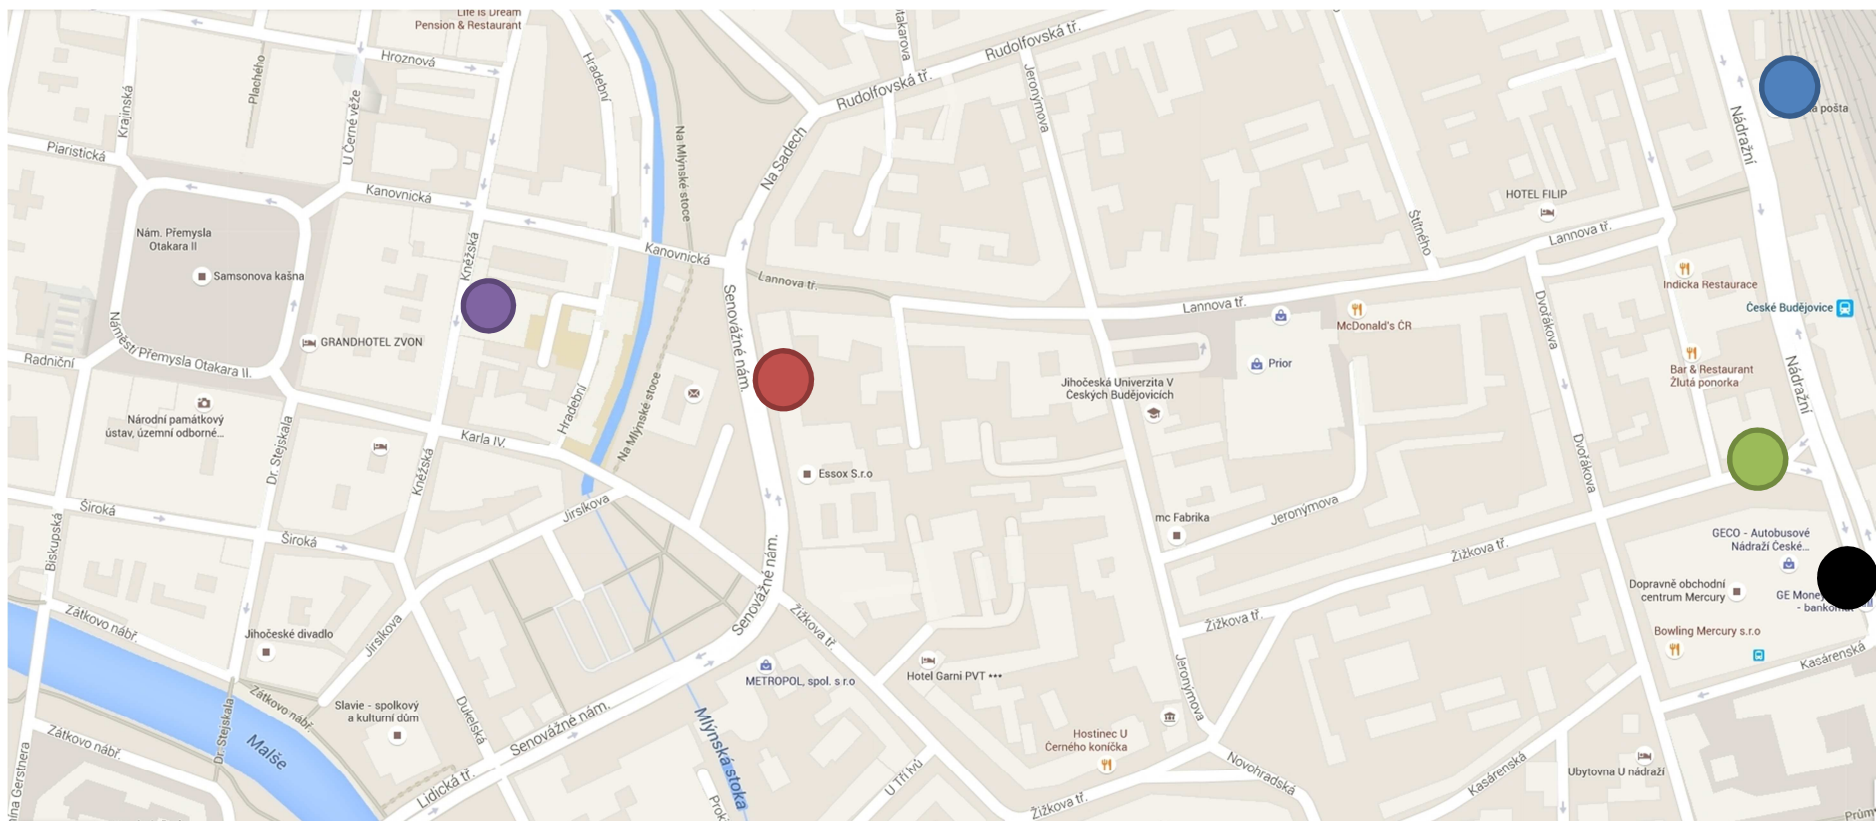 Life is Dream
Pension & Restaurant
Hroznová
Plachého
Krajinská
U Černé věže
Hradební
Na Mlýnské stoce
Rudolfovská tř.
Rudolfovská tř.
Jeronýmova
Na Sadech
Nádražní
Piaristická
Kanovnická
Kněžská
Kanovnická
Nám. Přemysla
Otakara II
Samsonova kašna
GRANDHOTEL ZVON
Náměstí Přemysla Otakara II.
Radniční
Národní památkový
ústav, územní odborné...
Senovážné nám.
Lannova tř.
Lannova tř.
Lannova tř.
HOTEL FILIP
Štítného
Indická Restaurace
České Budějovice
McDonald's ČR
Prior
Dvořákova
Bar & Restaurant
Žlutá ponorka
Nádražní
Jihočeská Univerzita V
Českých Budějovicích
Hradební
Na Mlýnské stoce
Karla IV.
Dr. Stejskala
Kněžská
Essox S.r.o
Dvořákova
Jírsíkova
Široká
Široká
Biskupská
mc Fabrika
Jeronýmova
Žižkova tř.
GECO - Autobusové
Nádraží České...
Dopravně obchodní
centrum Mercury
GE Money
Bowling Mercury s.r.o
Kasárenská
Zátkovo nábř.
Jihočeské divadlo
Jírsíkova
Senovážné nám.
Žižkova tř.
Žižkova tř.
METROPOL, spol. s r.o
Hotel Garni PVT ***
Jeronýmova
Zátkovo nábř.
Slavie - spolkový
a kulturní dům
Dukelská
Senovážné nám.
Mlýnská stoka
Dr. Stejskala
Malše
Zátkovo nábř.
Lidická tř.
U Tří lvů
Hostinec U
Černého koníčka
Novohradská
Žižkova tř.
Kasárenská
Ubytovna U nádraží